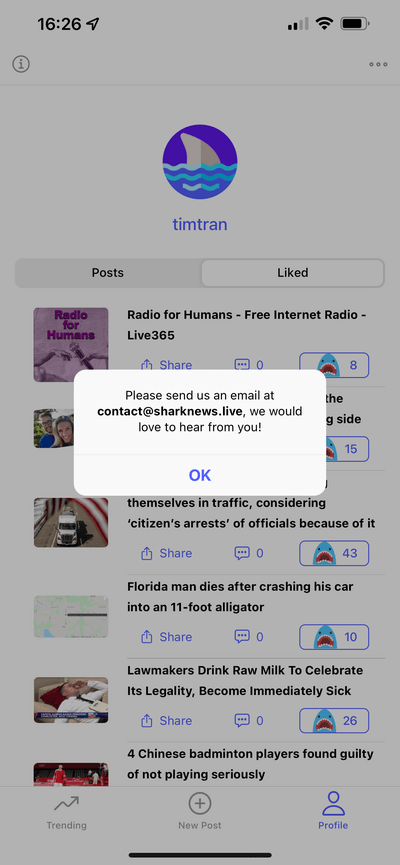 16:26
timtran
Posts
Liked
Radio
for
Humans
Radio for Humans - Free Internet Radio -
Live365
Share
0
8
Please send us an email at
contact@sharknews.live, we would
love to hear from you!
OK
the
g side
15
themselves in traffic, considering
‘citizen’s arrests’ of officials because of it
Share
0
43
Florida man dies after crashing his car
into an 11-foot alligator
Share
0
10
Lawmakers Drink Raw Milk To Celebrate
Its Legality, Become Immediately Sick
Share
0
26
4 Chinese badminton players found guilty
of not playing seriously
Trending
New Post
Profile